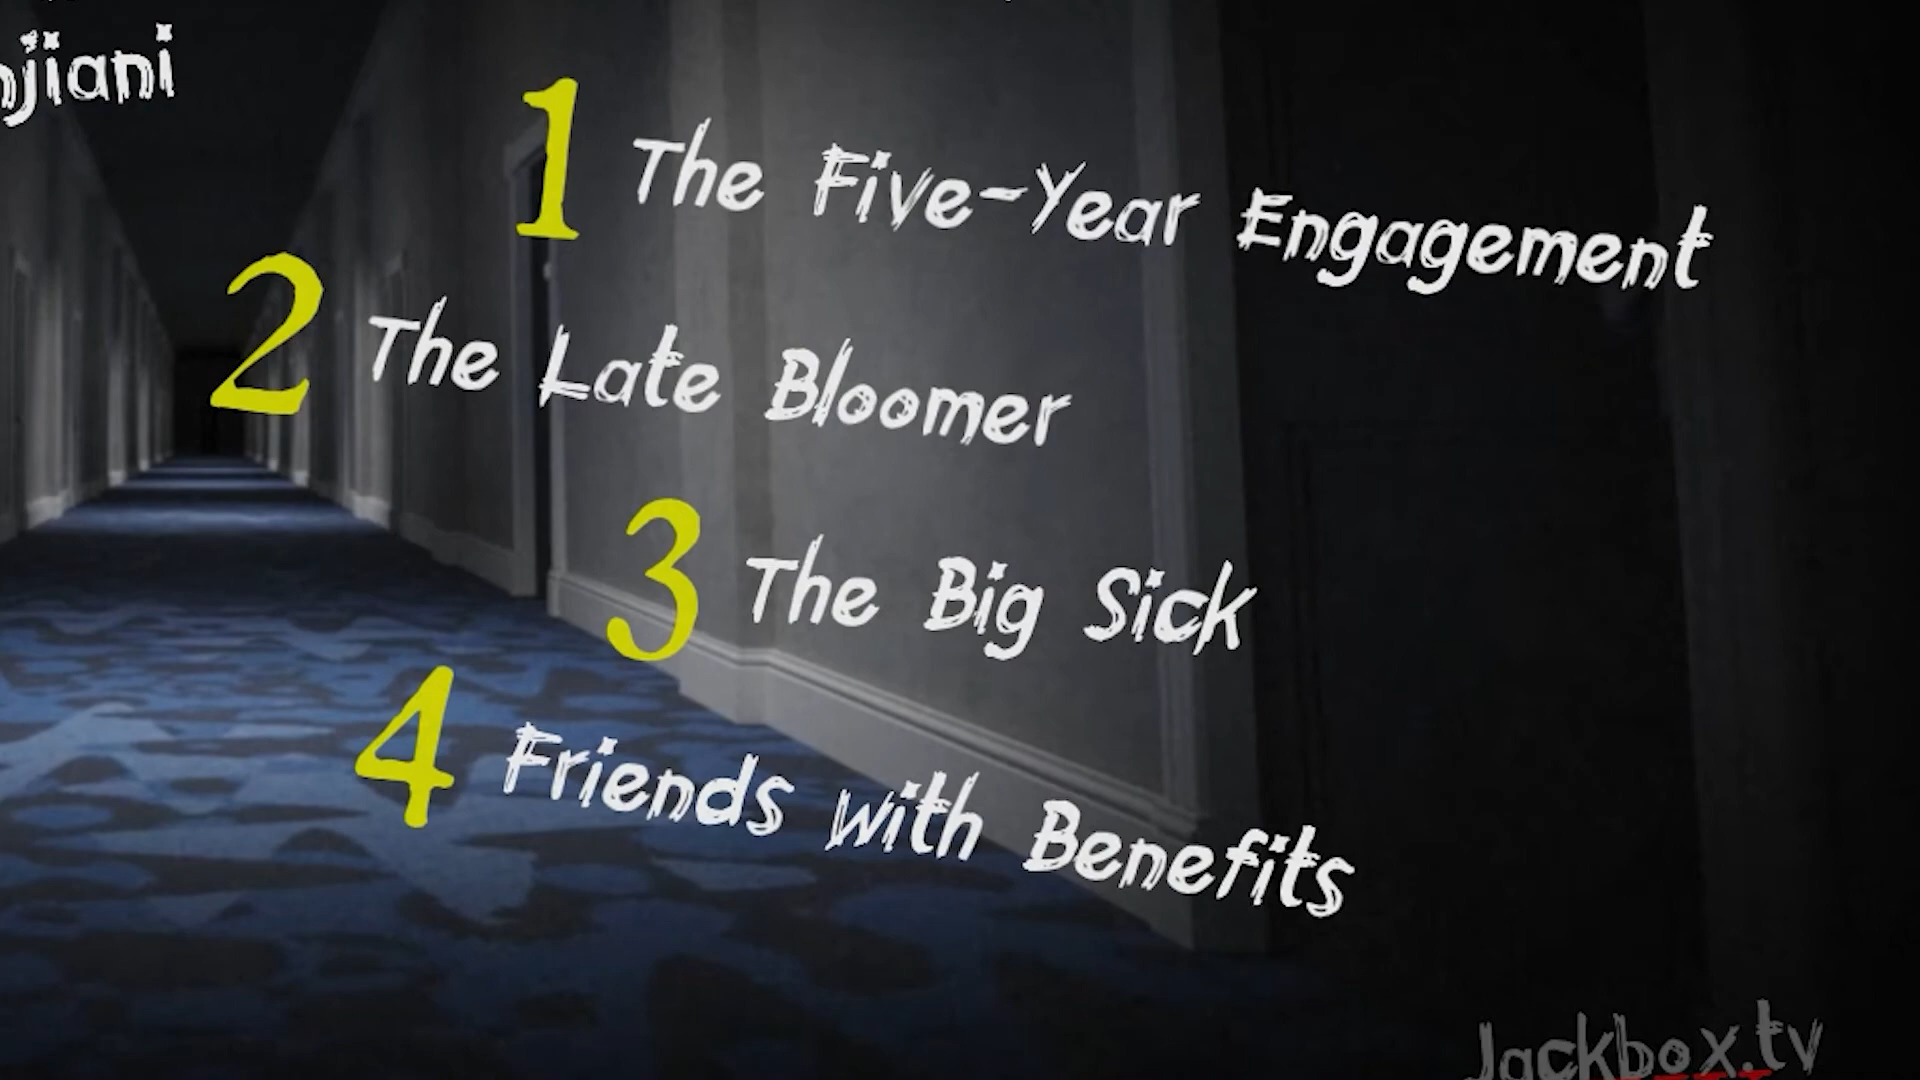 njiani
1 The Five-Year Engagement
2 The Late Bloomer
3 The Big Sick
4 Friends with Benefits
Jackbox.tv